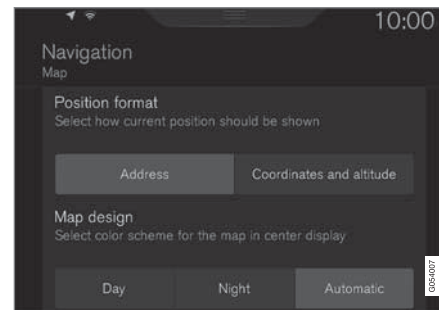 10:00
Navigation
Map
Position format
Select how current position should be shown
Address
Coordinates and altitude
Map design
Select color scheme for the map in center display
Day
Night
Automatic
G054007